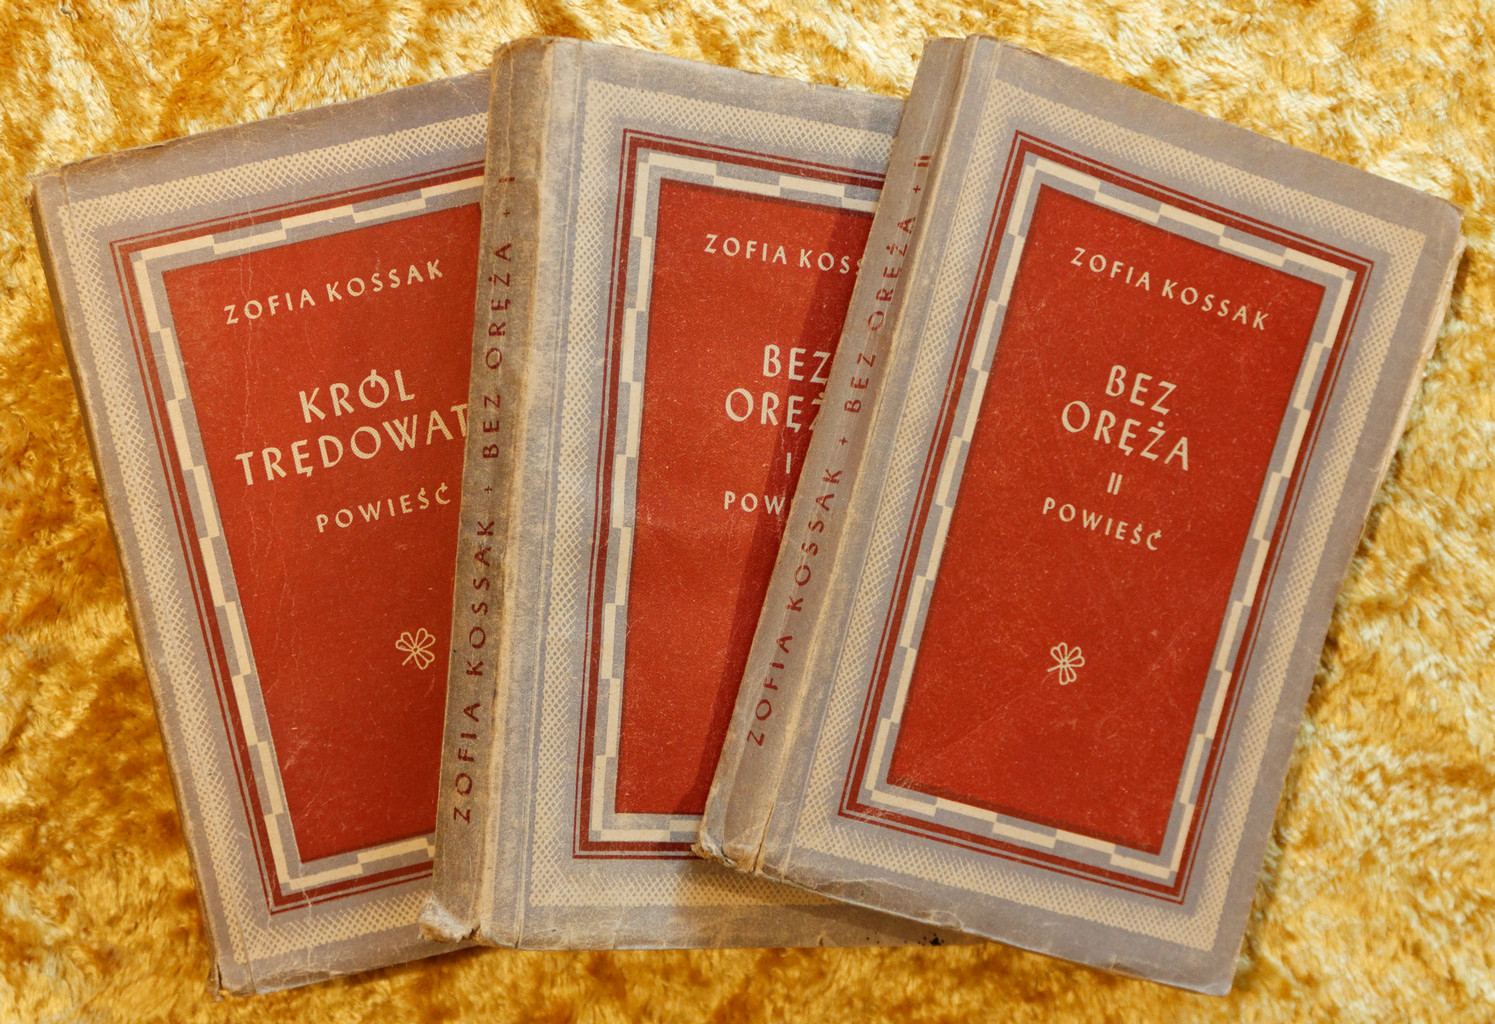 ZOFIA KOSSAK
KRÓL
TRĘDOWAT
POWIEŚĆ
ZOFIA KOSSAK + BEZ ORĘŻA + I
ZOFIA KOSS
BEZ
ORĘŻ
I
POW
ZOFIA KOSSAK + BEZ ORĘŻA + II
ZOFIA KOSSAK
BEZ
ORĘŻA
II
POWIEŚĆ